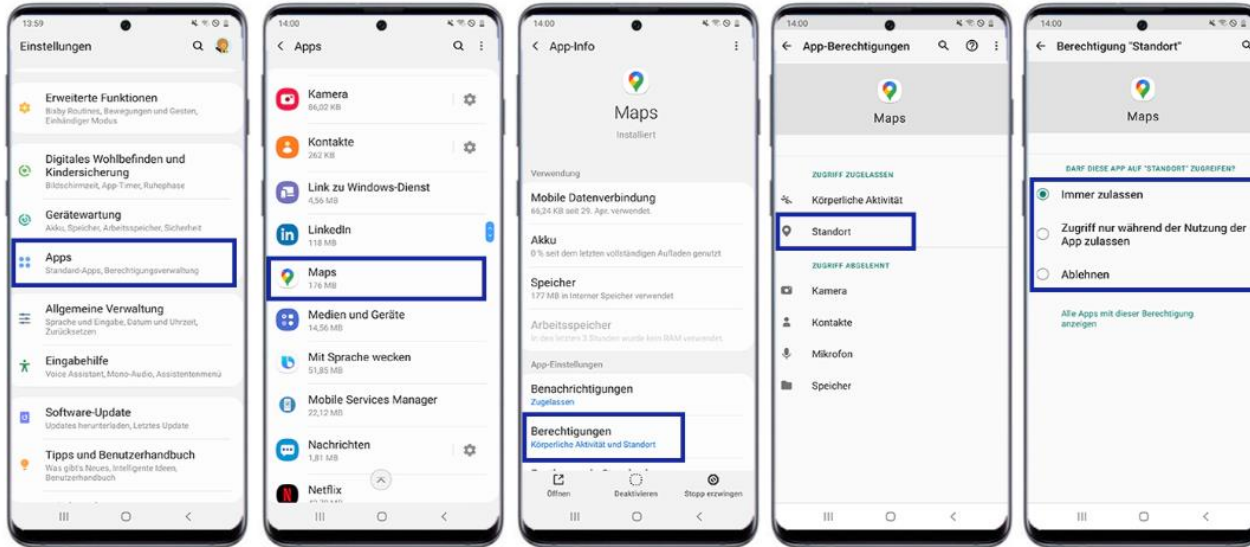 13:59
Einstellungen
Erweiterte Funktionen
Bixby Routines, Bewegungen und Gesten,
Einhändiger Modus
Digitales Wohlbefinden und
Kindersicherung
Bildschirmzeit, App-Timer, Ruhephase
Gerätewartung
Akku, Speicher, Arbeitsspeicher, Sicherheit
Apps
Standard-Apps, Berechtigungsverwaltung
Allgemeine Verwaltung
Sprache und Eingabe, Datum und Uhrzeit,
Zurücksetzen
Eingabehilfe
Voice Assistant, Mono-Audio, Assistentenmenü
Software-Update
Updates herunterladen, Letztes Update
Tipps und Benutzerhandbuch
Was gibt's Neues, Intelligente Ideen,
Benutzerhandbuch
14:00
Apps
Kamera
86,02 KB
Kontakte
262 KB
Link zu Windows-Dienst
4,56 MB
LinkedIn
118 MB
Maps
176 MB
Medien und Geräte
14,56 MB
Mit Sprache wecken
51,85 MB
Mobile Services Manager
22,12 MB
Nachrichten
1,81 MB
Netflix
14:00
App-Info
Maps
Installiert
Verwendung
Mobile Datenverbindung
66,24 KB seit 29. Apr. verwendet
Akku
0 % seit dem letzten vollständigen Aufladen genutzt
Speicher
177 MB in Interner Speicher verwendet
Arbeitsspeicher
In den letzten 3 Stunden wurde kein RAM verwendet
App-Einstellungen
Benachrichtigungen
Zugelassen
Berechtigungen
Körperliche Aktivität und Standort
Öffnen
Deaktivieren
Stopp erzwingen
14:00
App-Berechtigungen
Maps
ZUGRIFF ZUGELASSEN
Körperliche Aktivität
Standort
ZUGRIFF ABGELEHNT
Kamera
Kontakte
Mikrofon
Speicher
14:00
Berechtigung "Standort"
Maps
DARF DIESE APP AUF "STANDORT" ZUGREIFEN?
Immer zulassen
Zugriff nur während der Nutzung der
App zulassen
Ablehnen
Alle Apps mit dieser Berechtigung
anzeigen